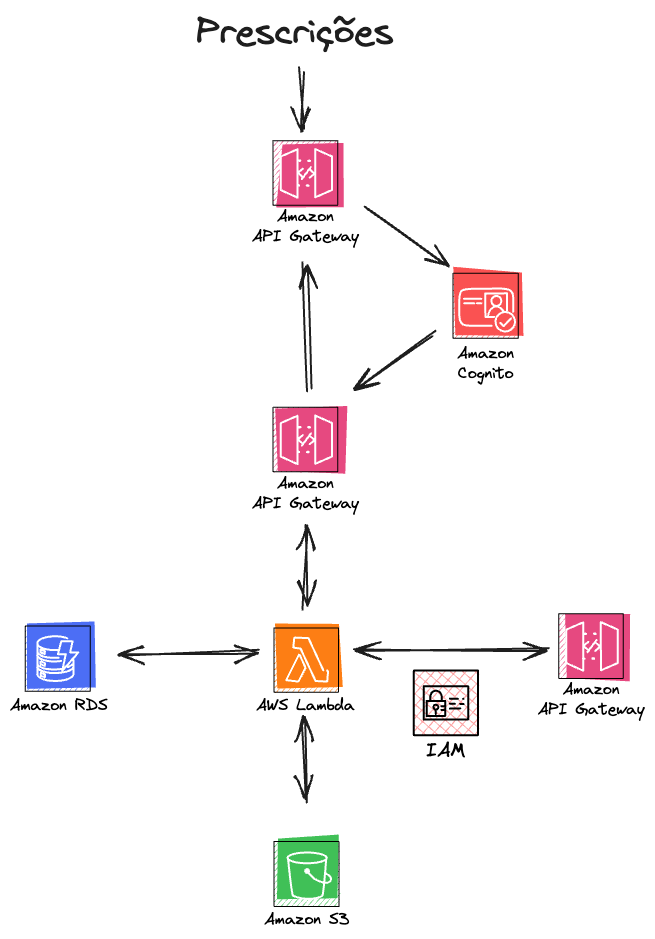 Prescrições
Amazon
API Gateway
Amazon
Cognito
Amazon
API Gateway
Amazon RDS
AWS Lambda
IAM
Amazon
API Gateway
Amazon S3